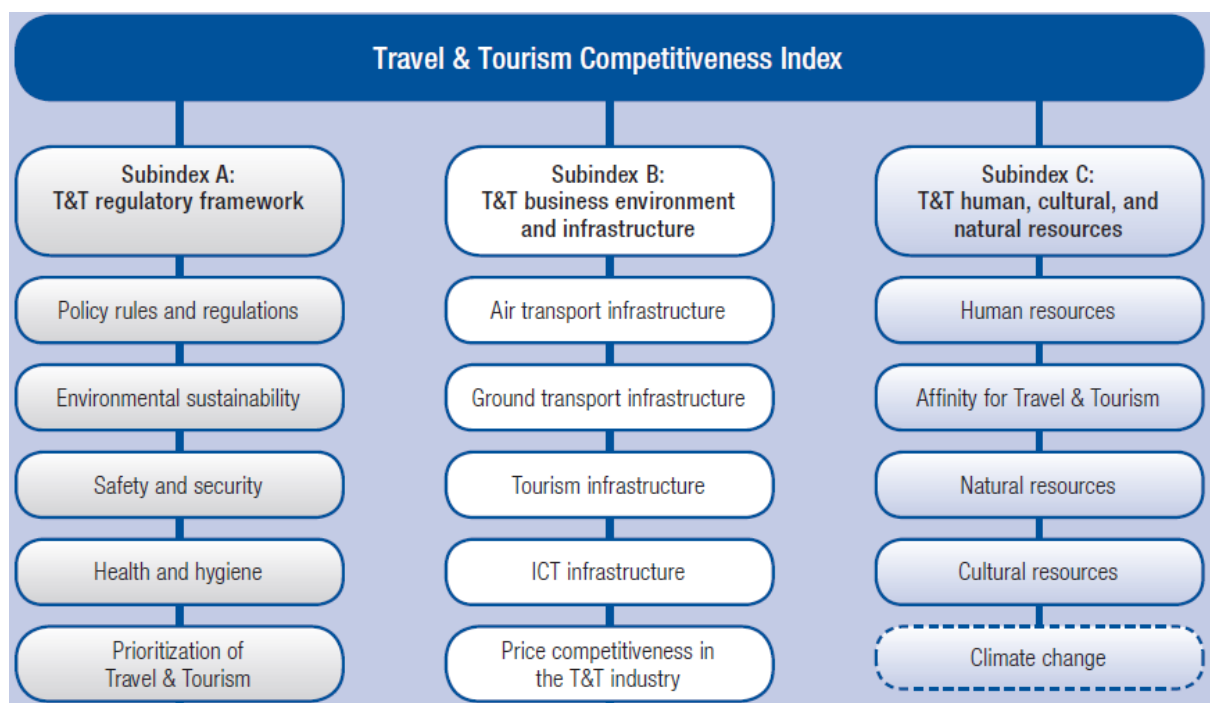 Travel & Tourism Competitiveness Index
Subindex A:
T&T regulatory framework
Policy rules and regulations
Environmental sustainability
Safety and security
Health and hygiene
Prioritization of
Travel & Tourism
Subindex B:
T&T business environment
and infrastructure
Air transport infrastructure
Ground transport infrastructure
Tourism infrastructure
ICT infrastructure
Price competitiveness in
the T&T industry
Subindex C:
T&T human, cultural, and
natural resources
Human resources
Affinity for Travel & Tourism
Natural resources
Cultural resources
Climate change